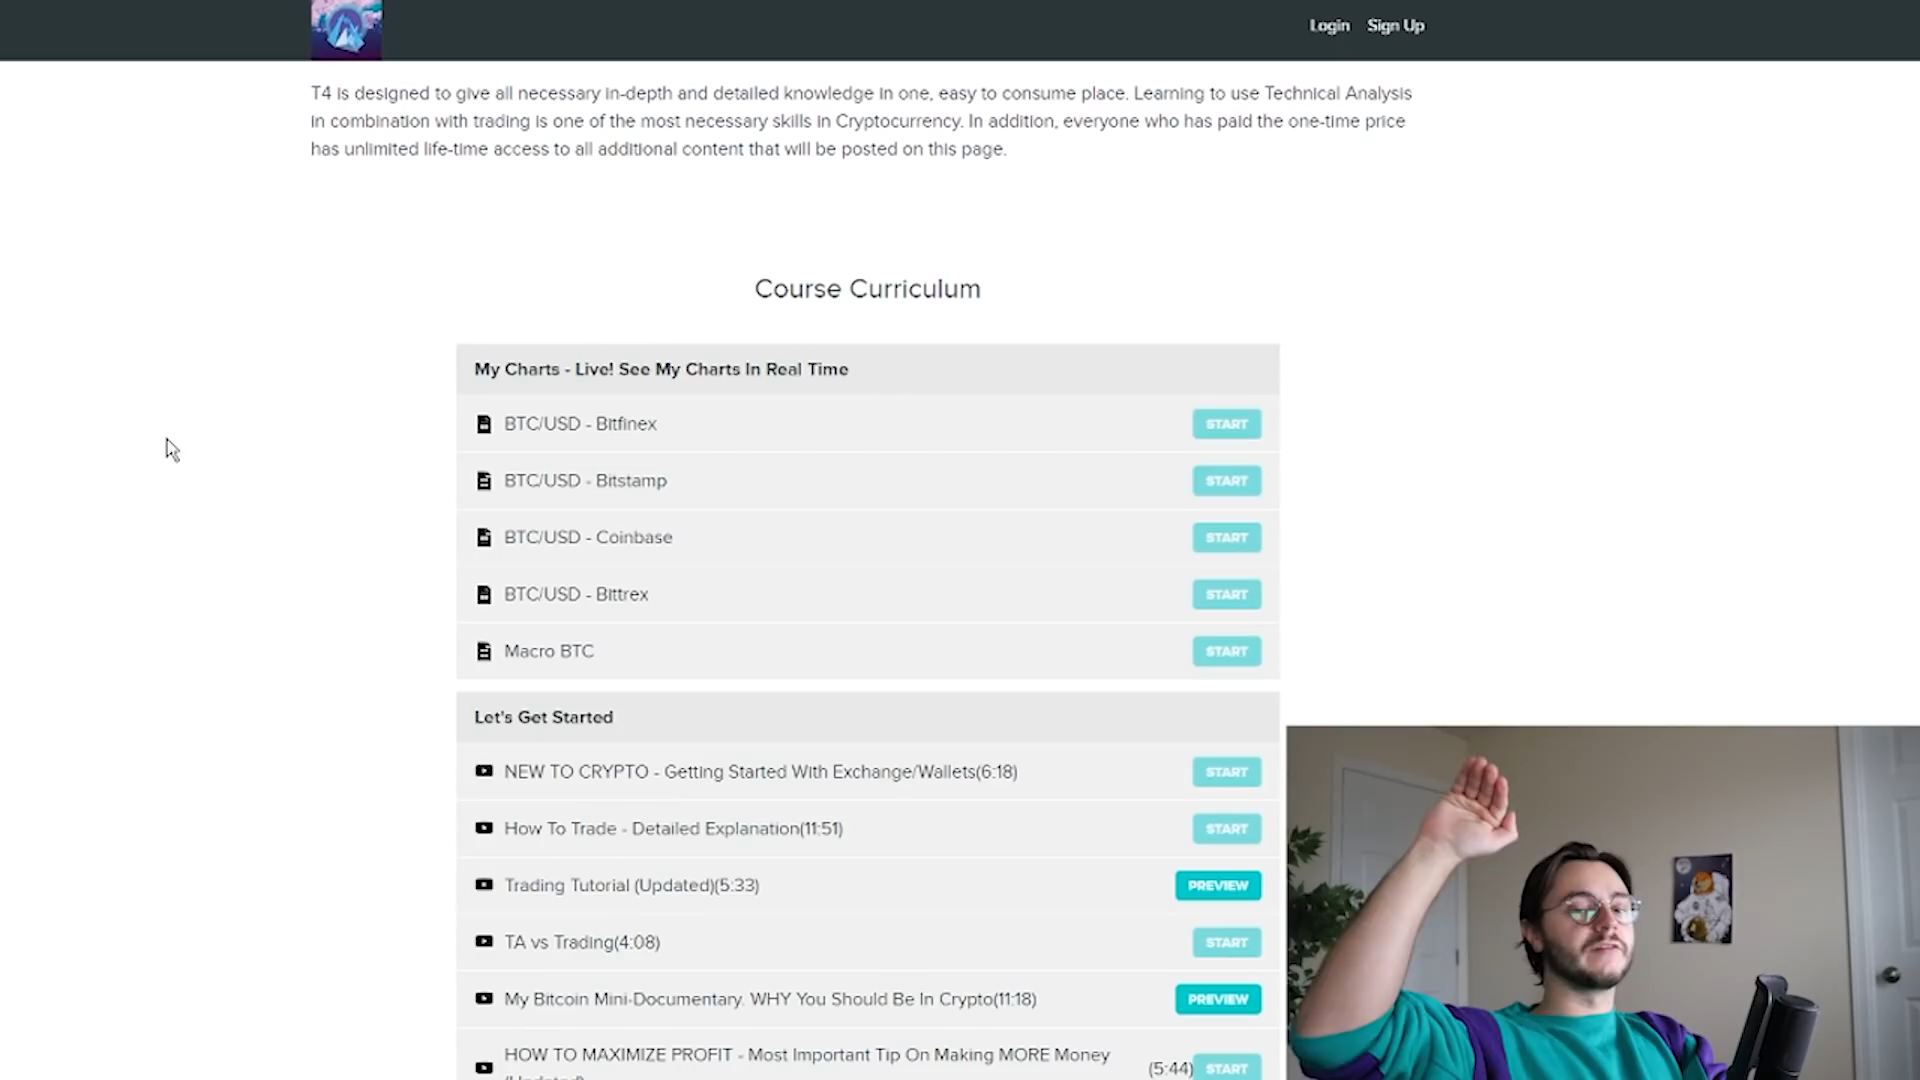 Login Sign Up
T4 is designed to give all necessary in-depth and detailed knowledge in one, easy to consume place. Learning to use Technical Analysis
in combination with trading is one of the most necessary skills in Cryptocurrency. In addition, everyone who has paid the one-time price
has unlimited life-time access to all additional content that will be posted on this page.
Course Curriculum
My Charts - Live! See My Charts In Real Time
BTC/USD - Bitfinex START
BTC/USD - Bitstamp START
BTC/USD - Coinbase START
BTC/USD - Bittrex START
Macro BTC START
Let's Get Started
NEW TO CRYPTO - Getting Started With Exchange/Wallets(6:18) START
How To Trade - Detailed Explanation(11:51) START
Trading Tutorial (Updated)(5:33) PREVIEW
TA vs Trading(4:08) START
My Bitcoin Mini-Documentary. WHY You Should Be In Crypto(11:18) PREVIEW
HOW TO MAXIMIZE PROFIT - Most Important Tip On Making MORE Money
(5:44) START